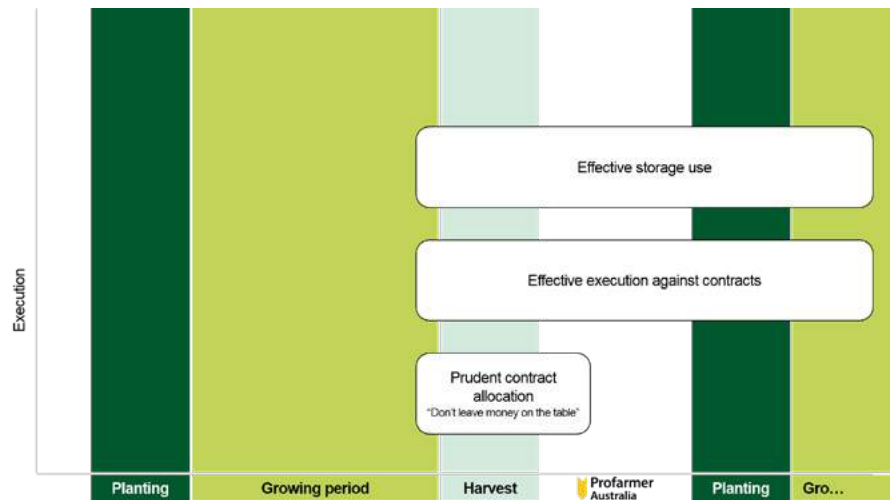 Effective storage use
Effective execution against contracts
Prudent contract
allocation
"Don't leave money on the table"
Execution
Planting
Growing period
Harvest
Profarmer
Australia
Planting
Gro...